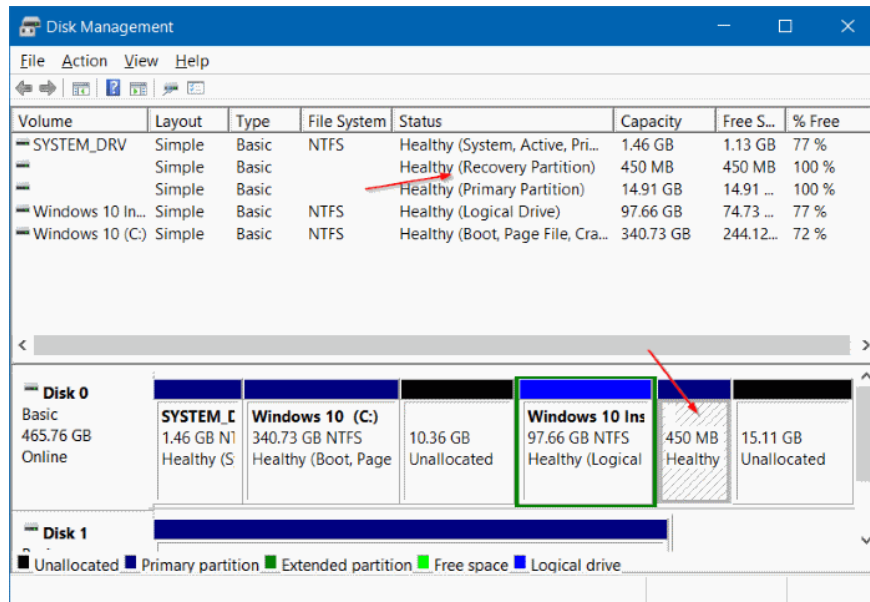 Disk Management
File Action View Help
Volume Layout Type File System Status Capacity Free S... % Free
SYSTEM_DRV Simple Basic NTFS Healthy (System, Active, Pri... 1.46 GB 1.13 GB 77 %
Simple Basic Healthy (Recovery Partition) 450 MB 450 MB 100 %
Simple Basic Healthy (Primary Partition) 14.91 GB 14.91 ... 100 %
Windows 10 In... Simple Basic NTFS Healthy (Logical Drive) 97.66 GB 74.73 ... 77 %
Windows 10 (C:) Simple Basic NTFS Healthy (Boot, Page File, Cra... 340.73 GB 244.12... 72 %
Disk 0
Basic
465.76 GB
Online
SYSTEM_D
1.46 GB NT
Healthy (S
Windows 10 (C:)
340.73 GB NTFS
Healthy (Boot, Page
10.36 GB
Unallocated
Windows 10 Ins
97.66 GB NTFS
Healthy (Logical
450 MB
Healthy
15.11 GB
Unallocated
Disk 1
Unallocated Primary partition Extended partition Free space Logical drive